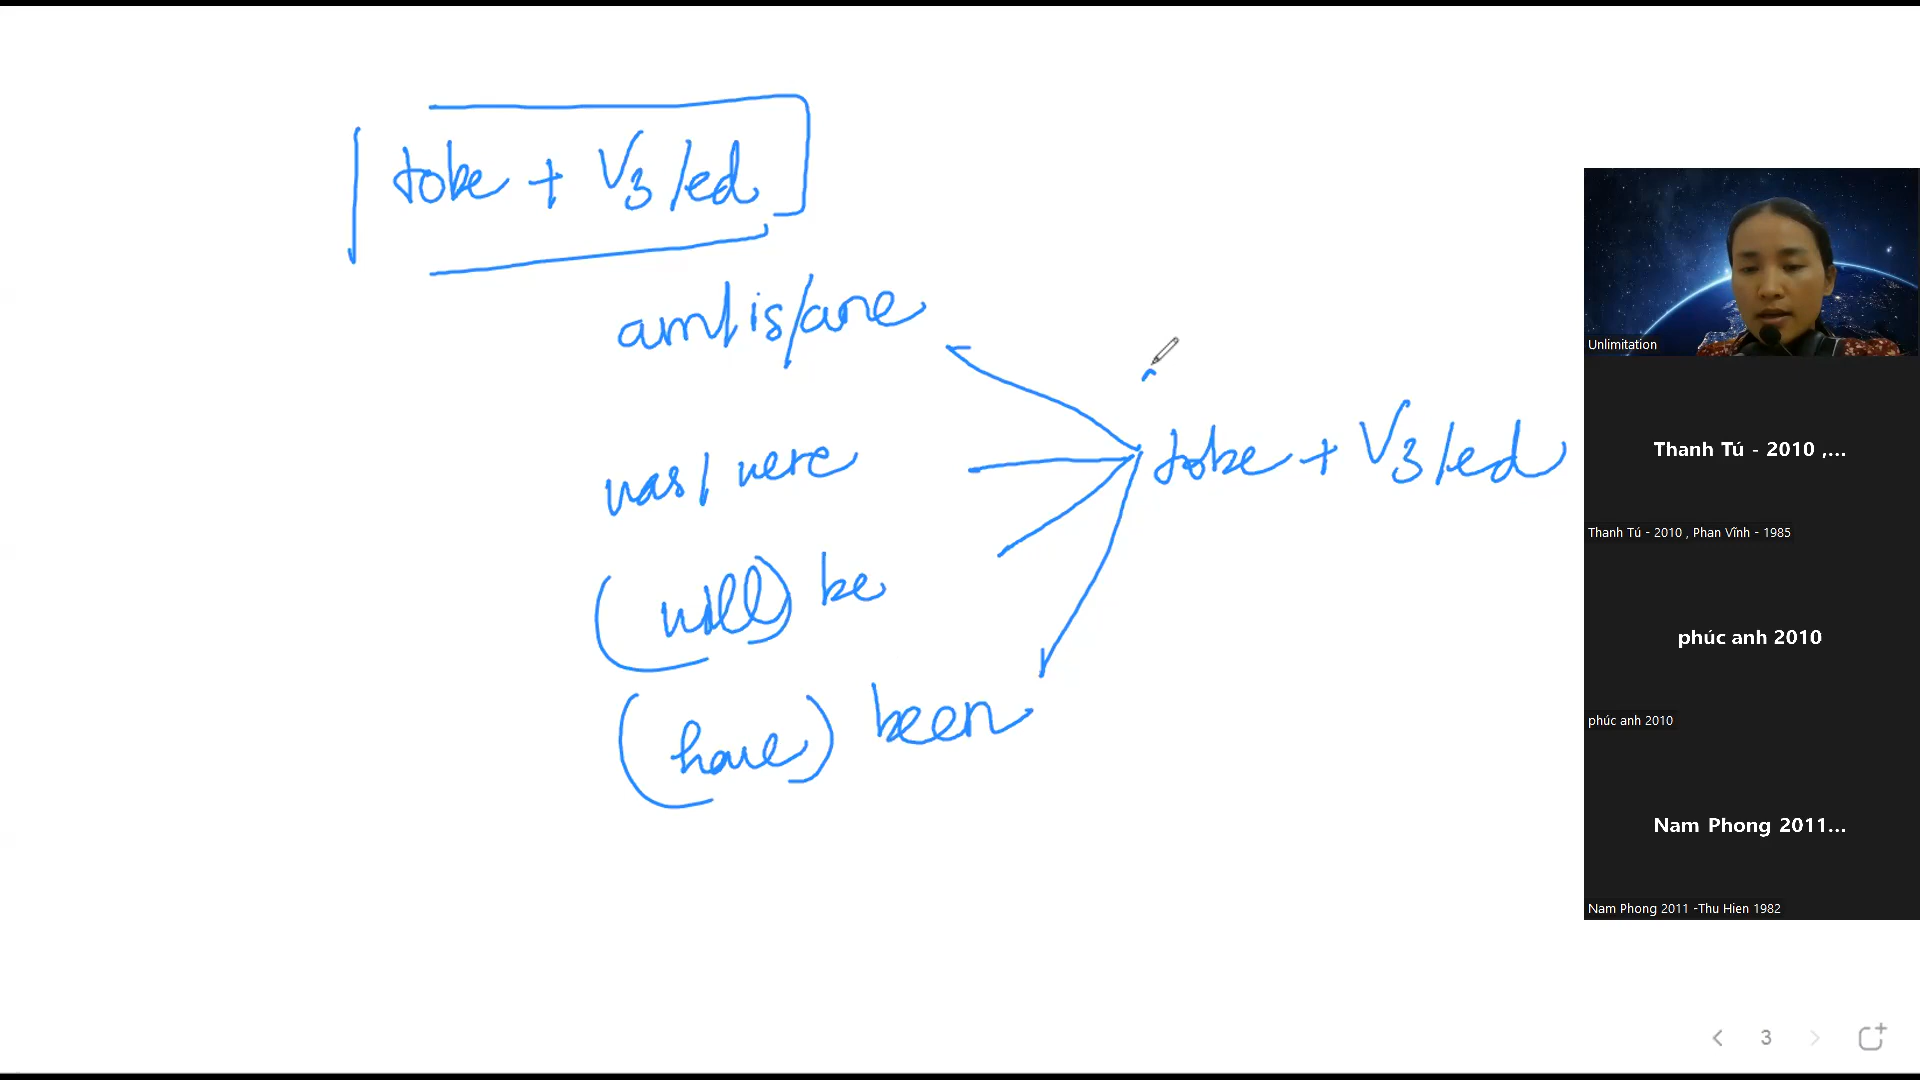 tobe + V3/ed
am/is/are
was/were
tobe + V3/ed
(will) be
(have) been
Unlimitation
Thanh Tú - 2010 ,...
Thanh Tú - 2010 , Phan Vĩnh - 1985
phúc anh 2010
phúc anh 2010
Nam Phong 2011...
Nam Phong 2011 -Thu Hien 1982
3